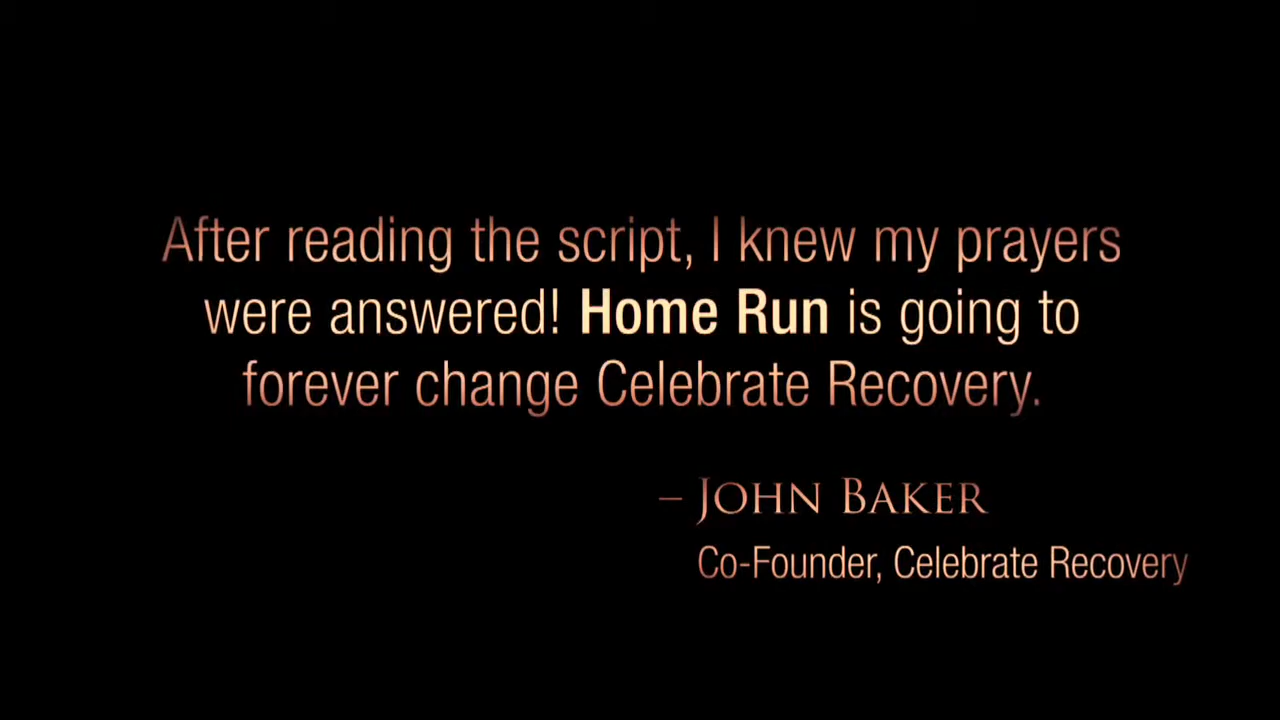 After reading the script, I knew my prayers
were answered! Home Run is going to
forever change Celebrate Recovery.
– JOHN BAKER
Co-Founder, Celebrate Recovery